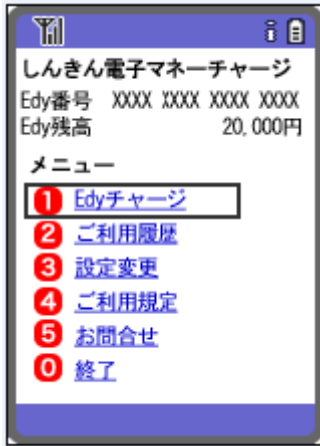 しんきん電子マネーチャージ
Edy番号 XXXX XXXX XXXX XXXX
Edy残高 20,000円
メニュー
1 Edyチャージ
2 ご利用履歴
3 設定変更
4 ご利用規定
5 お問合せ
0 終了